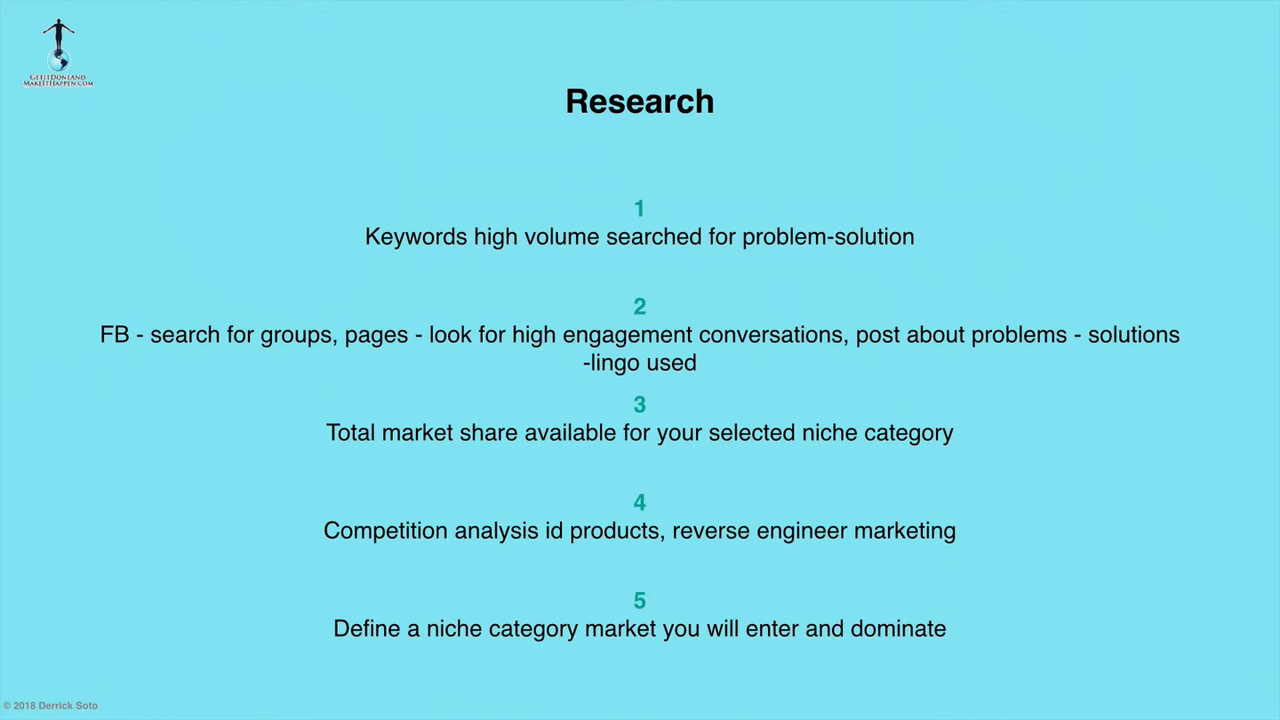 GETITDONEAND
MAKEITHAPPEN.COM
Research
1
Keywords high volume searched for problem-solution
2
FB - search for groups, pages - look for high engagement conversations, post about problems - solutions
-lingo used
3
Total market share available for your selected niche category
4
Competition analysis id products, reverse engineer marketing
5
Define a niche category market you will enter and dominate
© 2018 Derrick Soto